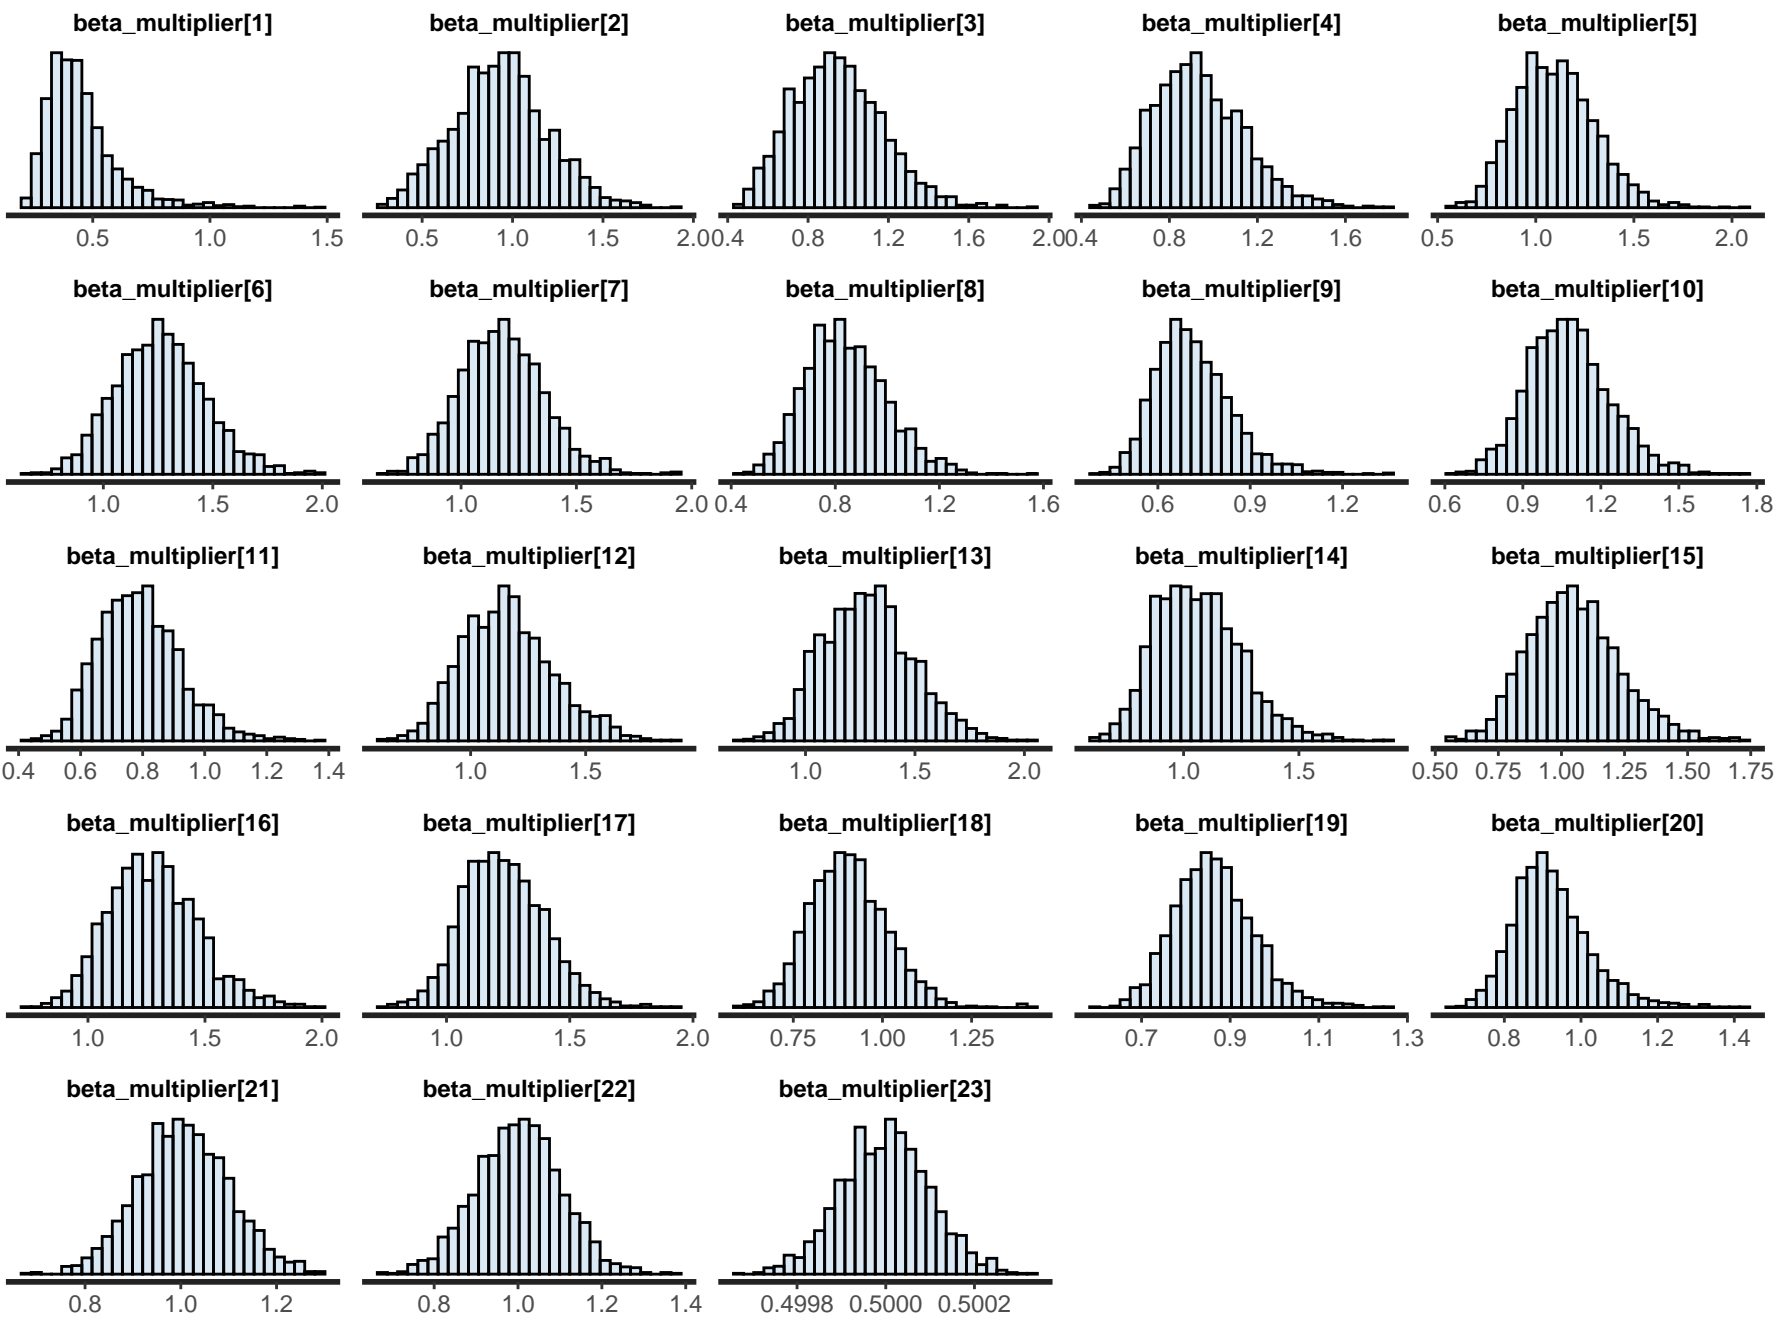 beta_multiplier[1] beta_multiplier[2] beta_multiplier[3] beta_multiplier[4] beta_multiplier[5]
0.5 1.0 1.5 0.5 1.0 1.5 2.0 0.4 0.8 1.2 1.6 2.0 0.4 0.8 1.2 1.6 0.5 1.0 1.5 2.0
beta_multiplier[6] beta_multiplier[7] beta_multiplier[8] beta_multiplier[9] beta_multiplier[10]
1.0 1.5 2.0 1.0 1.5 2.0 0.4 0.8 1.2 1.6 0.6 0.9 1.2 0.6 0.9 1.2 1.5 1.8
beta_multiplier[11] beta_multiplier[12] beta_multiplier[13] beta_multiplier[14] beta_multiplier[15]
0.4 0.6 0.8 1.0 1.2 1.4 1.0 1.5 1.0 1.5 2.0 1.0 1.5 0.50 0.75 1.00 1.25 1.50 1.75
beta_multiplier[16] beta_multiplier[17] beta_multiplier[18] beta_multiplier[19] beta_multiplier[20]
1.0 1.5 2.0 1.0 1.5 2.0 0.75 1.00 1.25 0.7 0.9 1.1 1.3 0.8 1.0 1.2 1.4
beta_multiplier[21] beta_multiplier[22] beta_multiplier[23]
0.8 1.0 1.2 0.8 1.0 1.2 1.4 0.4998 0.5000 0.5002